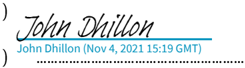 )
John Dhillon
John Dhillon (Nov 4, 2021 15:19 GMT)
) ..................................................